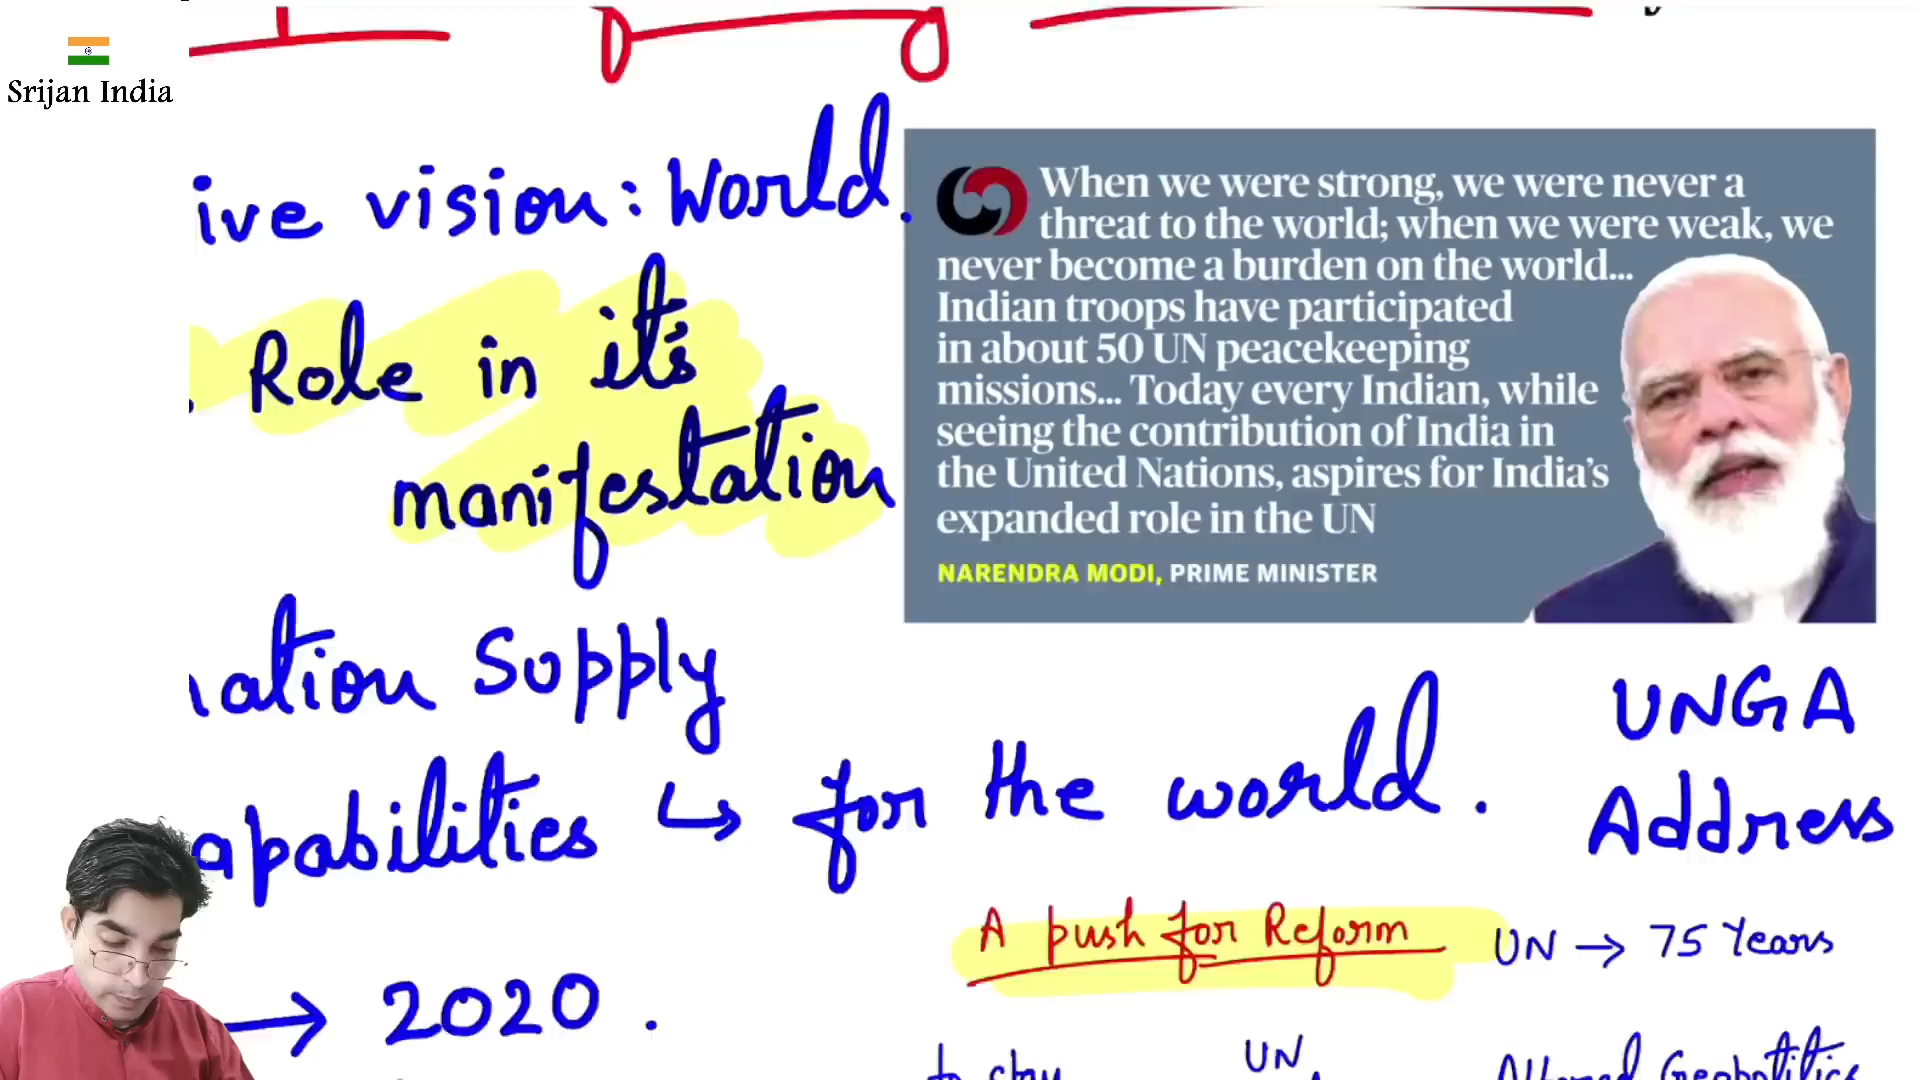 Srijan India
ive vision: World.
. Role in it's
manifestation
When we were strong, we were never a
threat to the world; when we were weak, we
never become a burden on the world...
Indian troops have participated
in about 50 UN peacekeeping
missions... Today every Indian, while
seeing the contribution of India in
the United Nations, aspires for India's
expanded role in the UN
NARENDRA MODI, PRIME MINISTER
ation Supply
apabilities ↪ for the world.
UNGA
Address
A push for Reform
UN → 75 Years
→ 2020 .
UN
Geopolitics